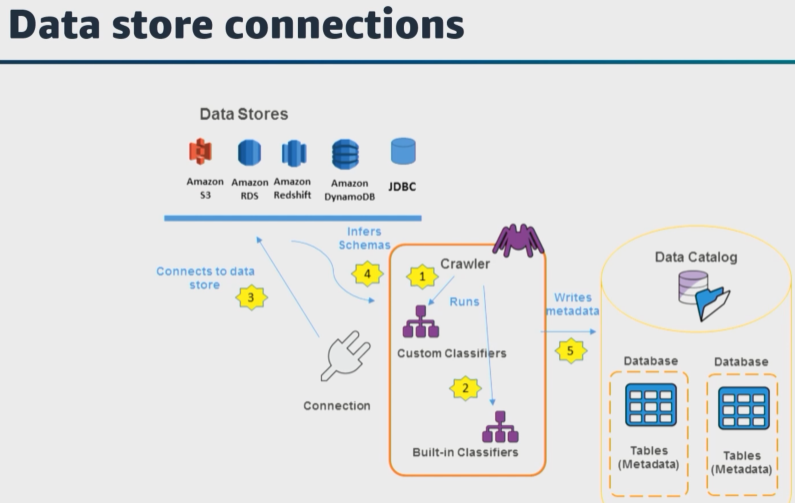 Data store connections
Data Stores
Amazon S3
Amazon RDS
Amazon Redshift
Amazon DynamoDB
JDBC
Infers
Schemas
4
Connects to data
store
3
Connection
Crawler
1
Runs
Custom Classifiers
2
Built-in Classifiers
Writes
metadata
5
Data Catalog
Database
Tables
(Metadata)
Database
Tables
(Metadata)